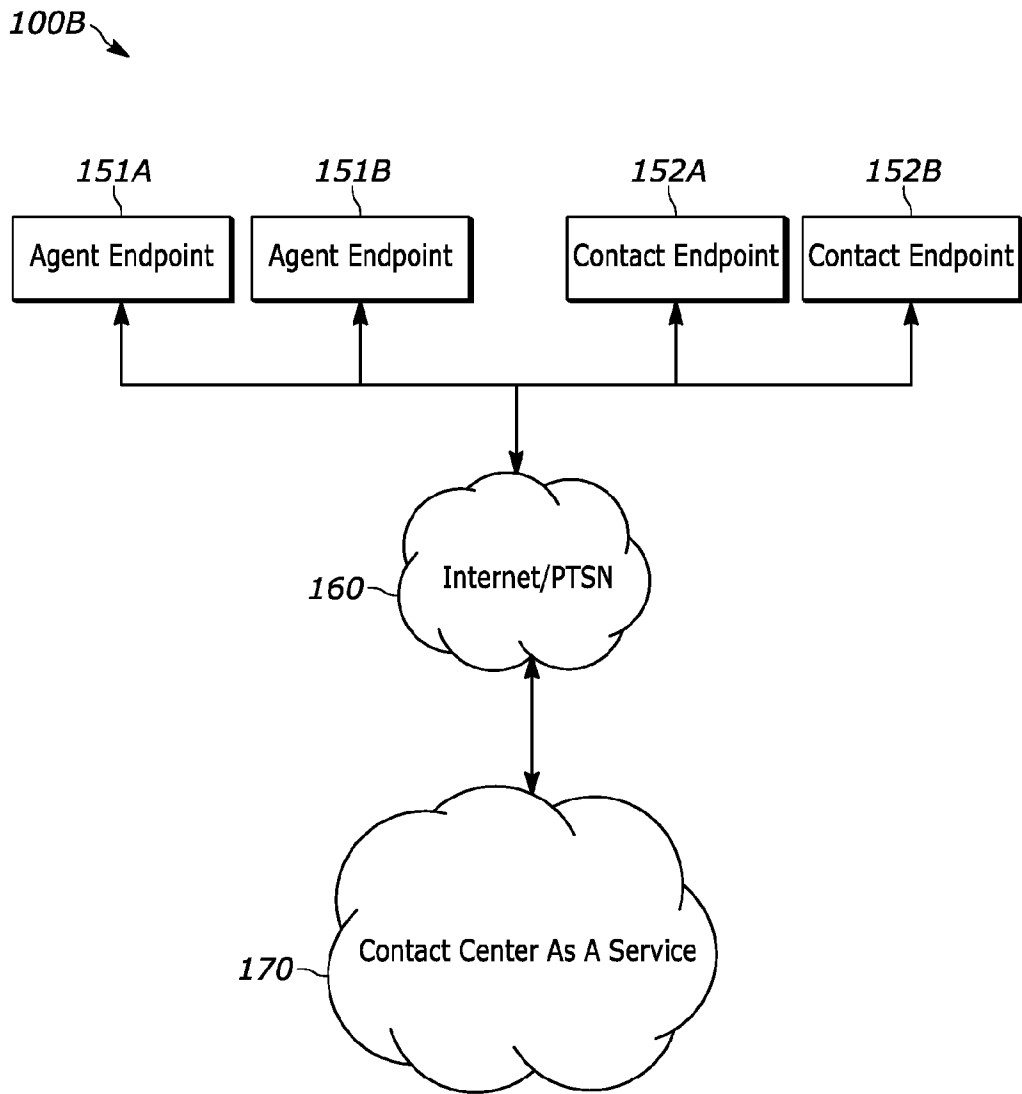 100B
151A 151B 152A 152B
Agent Endpoint Agent Endpoint Contact Endpoint Contact Endpoint
160
Internet/PTSN
170
Contact Center As A Service